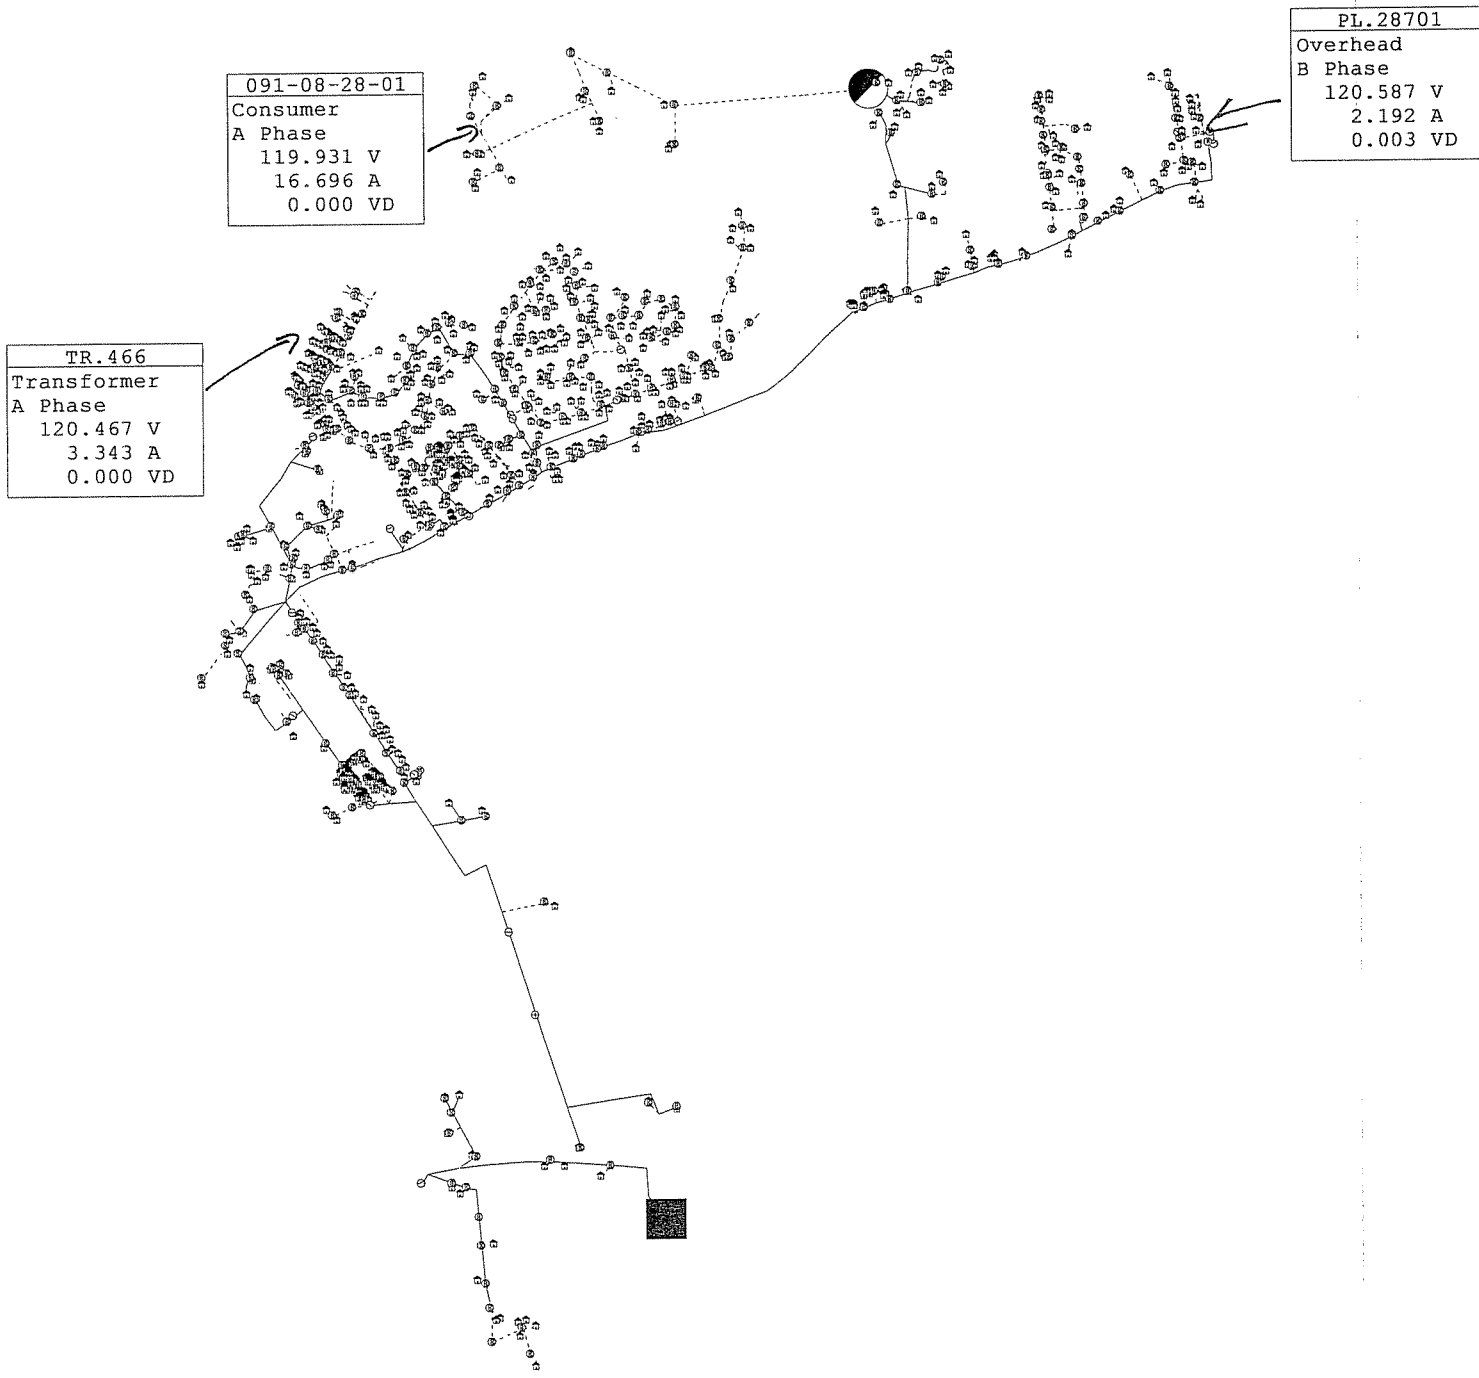 PL.28701
Overhead
B Phase
120.587 V
2.192 A
0.003 VD
091-08-28-01
Consumer
A Phase
119.931 V
16.696 A
0.000 VD
TR.466
Transformer
A Phase
120.467 V
3.343 A
0.000 VD